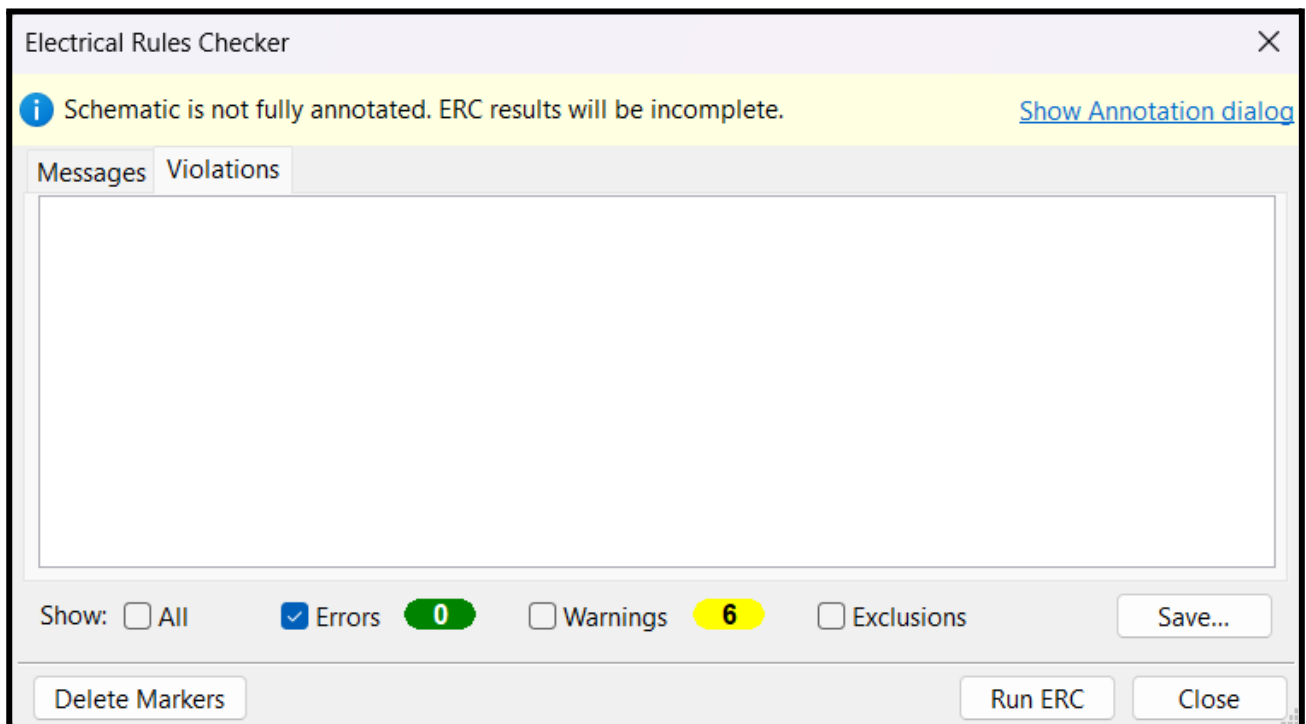 Electrical Rules Checker
Schematic is not fully annotated. ERC results will be incomplete. Show Annotation dialog
Messages Violations
Show: All Errors 0 Warnings 6 Exclusions Save...
Delete Markers Run ERC Close